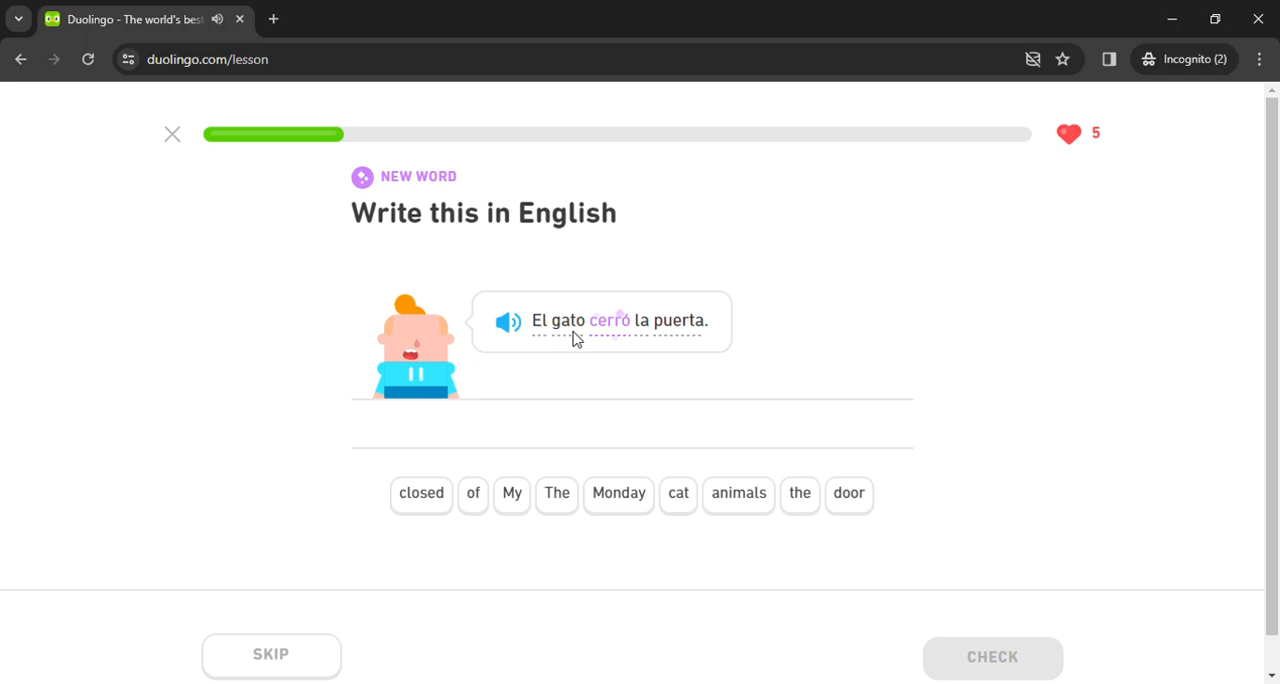 Duolingo - The world's bes
duolingo.com/lesson
Incognito (2)
5
NEW WORD
Write this in English
El gato cerró la puerta.
closed of My The Monday cat animals the door
SKIP
CHECK